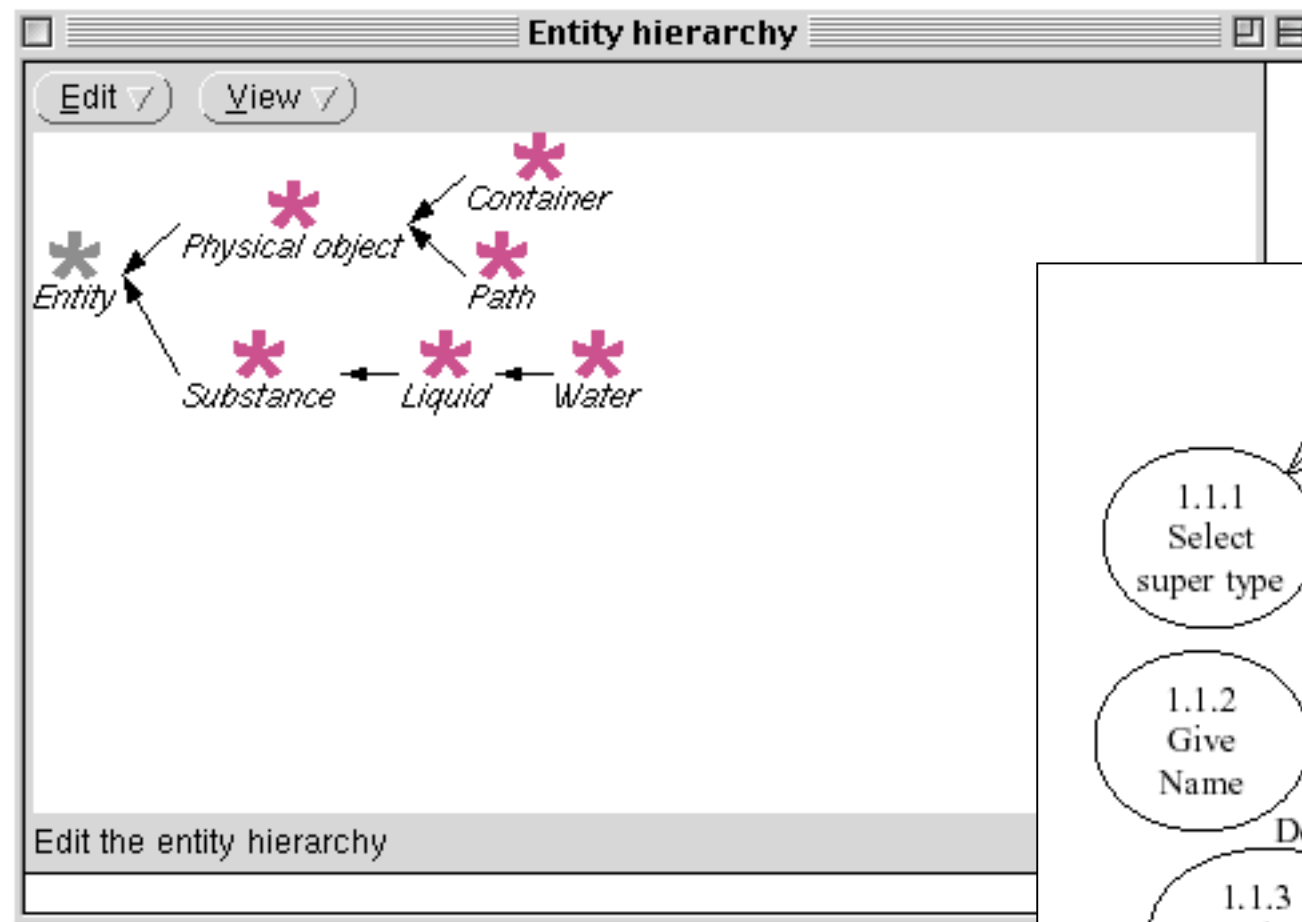 Entity hierarchy
Edit View
Container
Physical object
Path
Entity
Substance Liquid Water
Edit the entity hierarchy
1.1.1
Select
super type
1.1.2
Give
Name
1.1.3